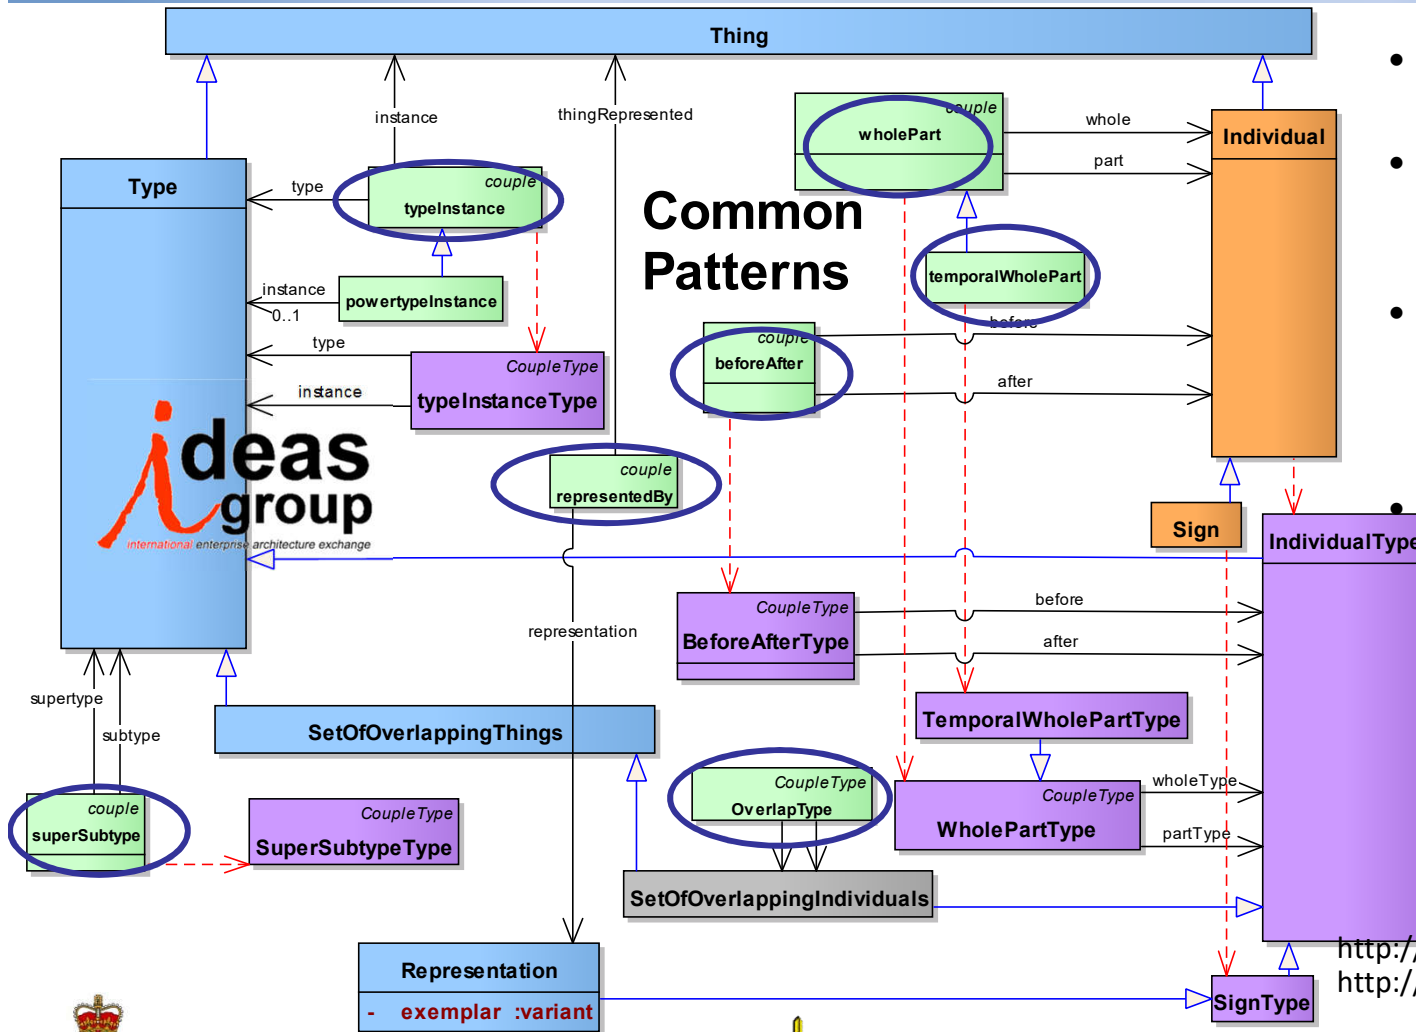 Thing
•
instance
thingRepresented
couple
wholePart
whole
part
Individual
•
Type
type
couple
typeInstance
Common
Patterns
temporalWholePart
instance
0..1
powertypeInstance
•
before
couple
beforeAfter
after
type
instance
CoupleType
typeInstanceType
ideas
group
international enterprise architecture exchange
couple
representedBy
Sign
•
IndividualType
representation
CoupleType
BeforeAfterType
before
after
supertype
subtype
SetOfOverlappingThings
TemporalWholePartType
couple
superSubtype
CoupleType
SuperSubtypeType
CoupleType
OverlapType
CoupleType
WholePartType
wholeType
partType
SetOfOverlappingIndividuals
Representation
- exemplar :variant
SignType
http://
http://